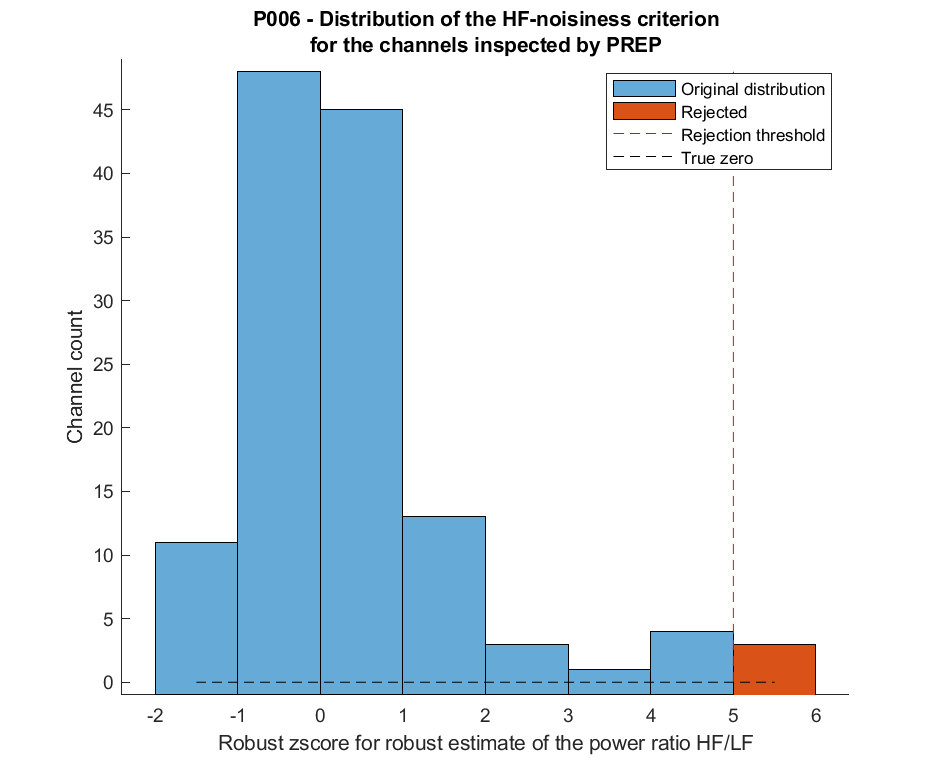 P006 - Distribution of the HF-noisiness criterion
for the channels inspected by PREP
Original distribution
Rejected
Rejection threshold
True zero
Channel count
45
40
35
30
25
20
15
10
5
0
-2 -1 0 1 2 3 4 5 6
Robust zscore for robust estimate of the power ratio HF/LF